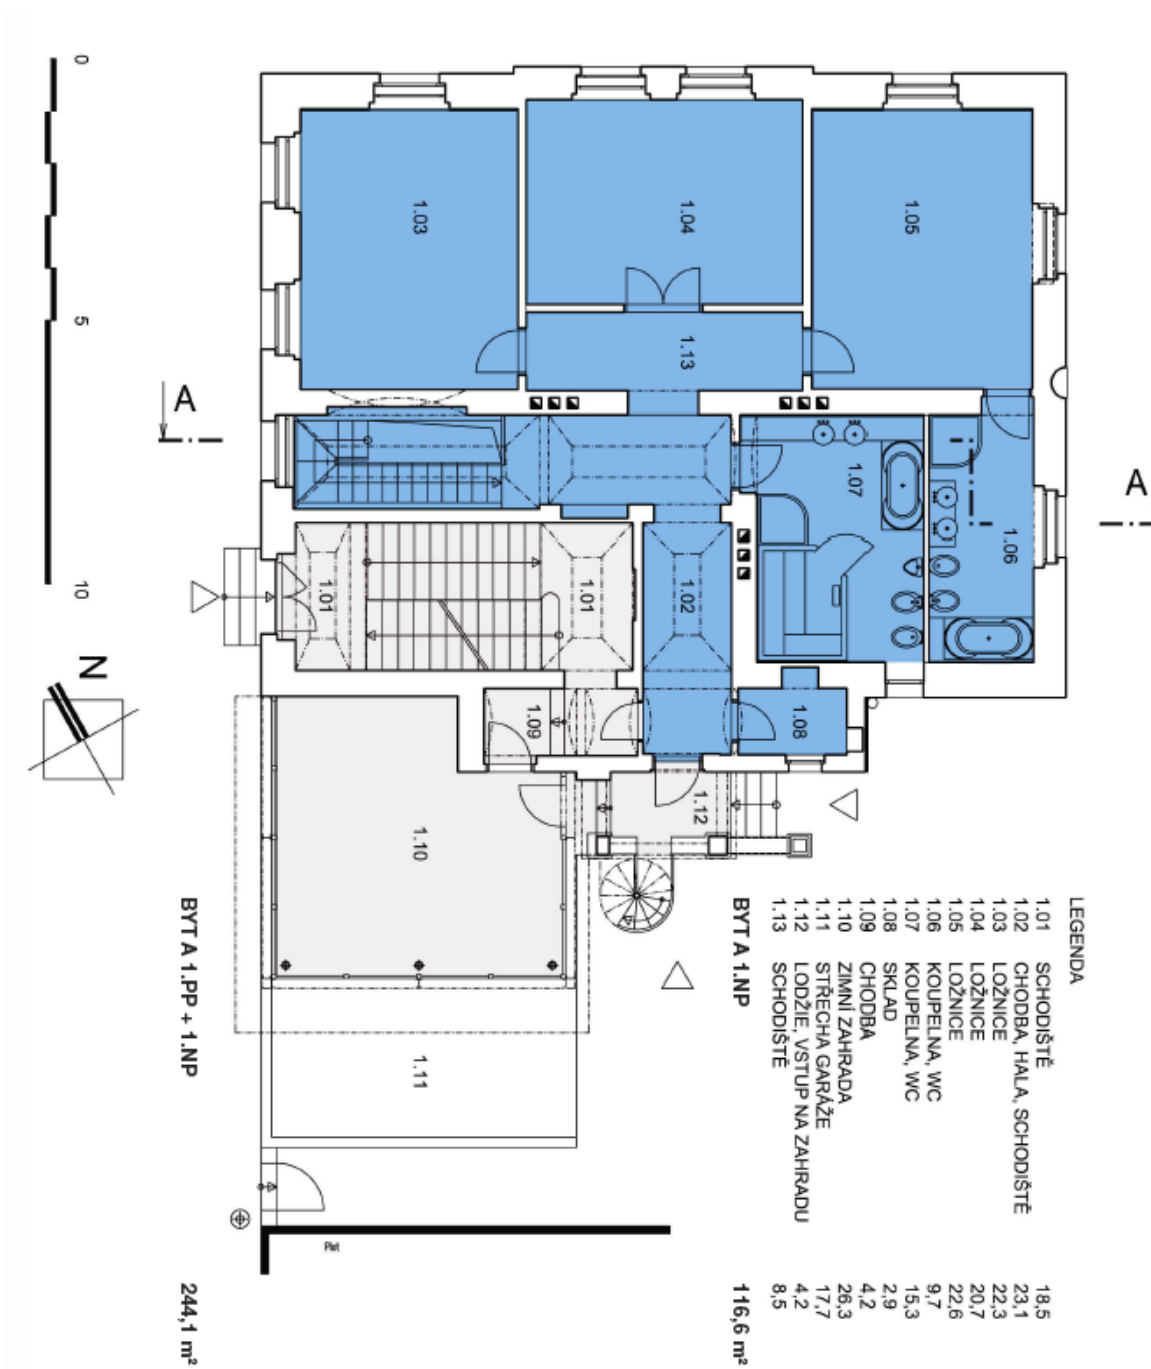 LEGENDA
1.01 SCHODIŠTĚ 18,5
1.02 CHODBA, HALA, SCHODIŠTĚ 23,1
1.03 LOŽNICE 22,3
1.04 LOŽNICE 20,7
1.05 LOŽNICE 22,6
1.06 KOUPELNA, WC 9,7
1.07 KOUPELNA, WC 15,3
1.08 SKLAD 2,9
1.09 CHODBA 4,2
1.10 ZIMNÍ ZAHRADA 26,3
1.11 STŘECHA GARÁŽE 17,7
1.12 LODŽIE, VSTUP NA ZAHRADU 4,2
1.13 SCHODIŠTĚ 8,5
BYT A 1.NP 116,6 m²
BYT A 1.PP + 1.NP 244,1 m²
A
A
1.05
1.04
1.03
1.13
1.07
1.06
1.02
1.01
1.01
1.08
1.09
1.12
1.10
1.11
Plot
0
5
10
N